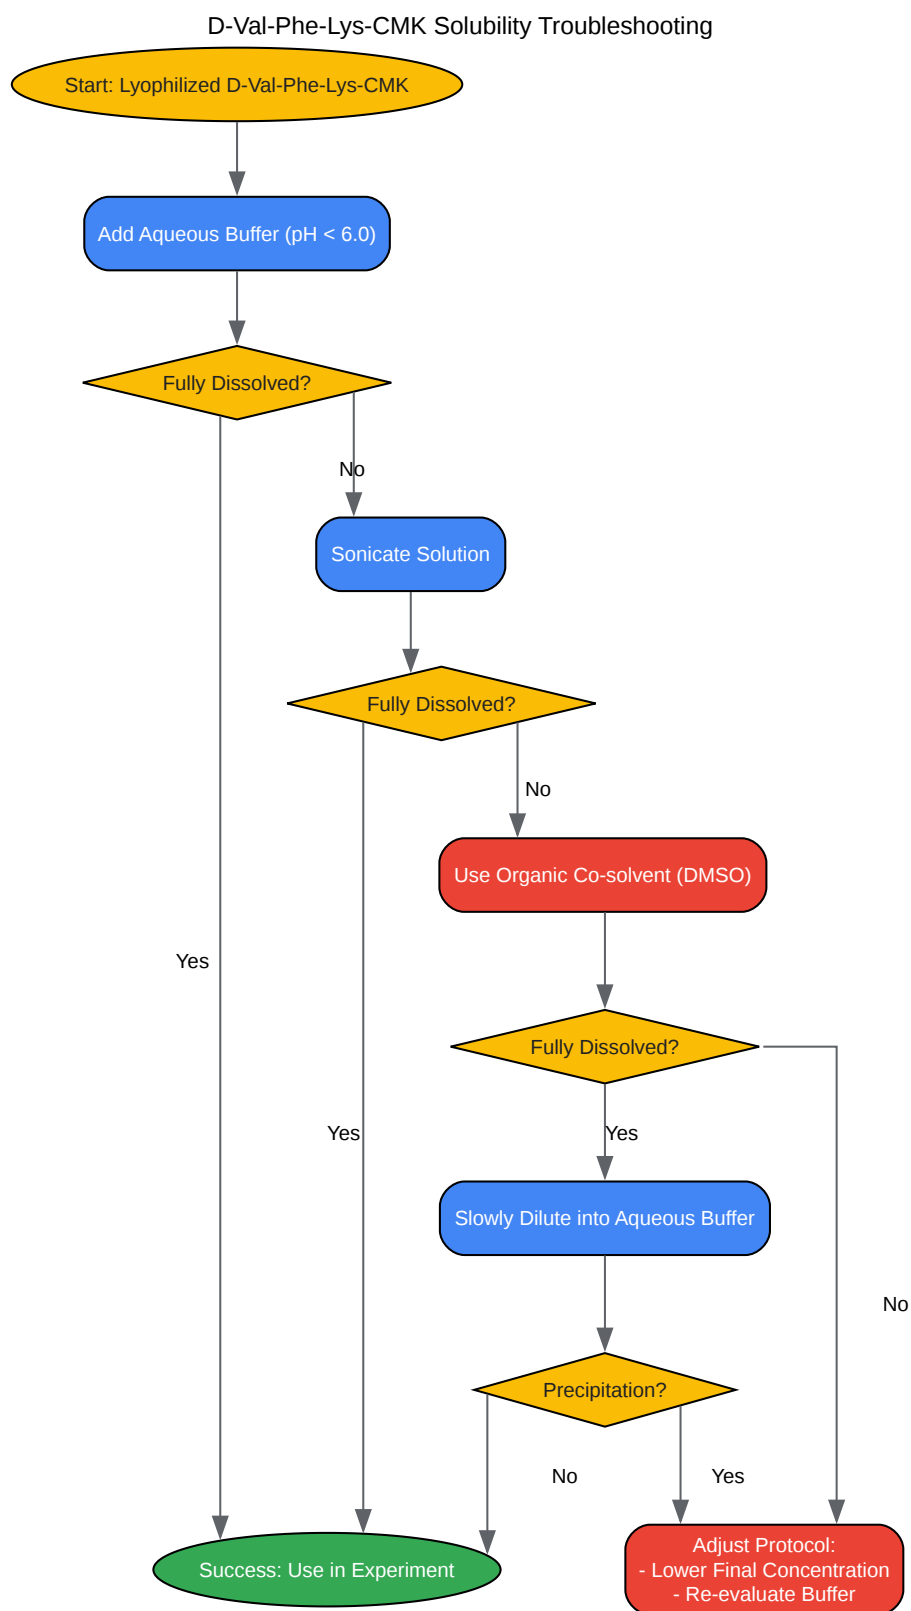 D-Val-Phe-Lys-CMK Solubility Troubleshooting
Start: Lyophilized D-Val-Phe-Lys-CMK
Add Aqueous Buffer (pH < 6.0)
Fully Dissolved?
No
Sonicate Solution
Fully Dissolved?
No
Use Organic Co-solvent (DMSO)
Yes
Fully Dissolved?
Yes
Yes
Slowly Dilute into Aqueous Buffer
No
Precipitation?
No
Yes
Success: Use in Experiment
Adjust Protocol:
- Lower Final Concentration
- Re-evaluate Buffer